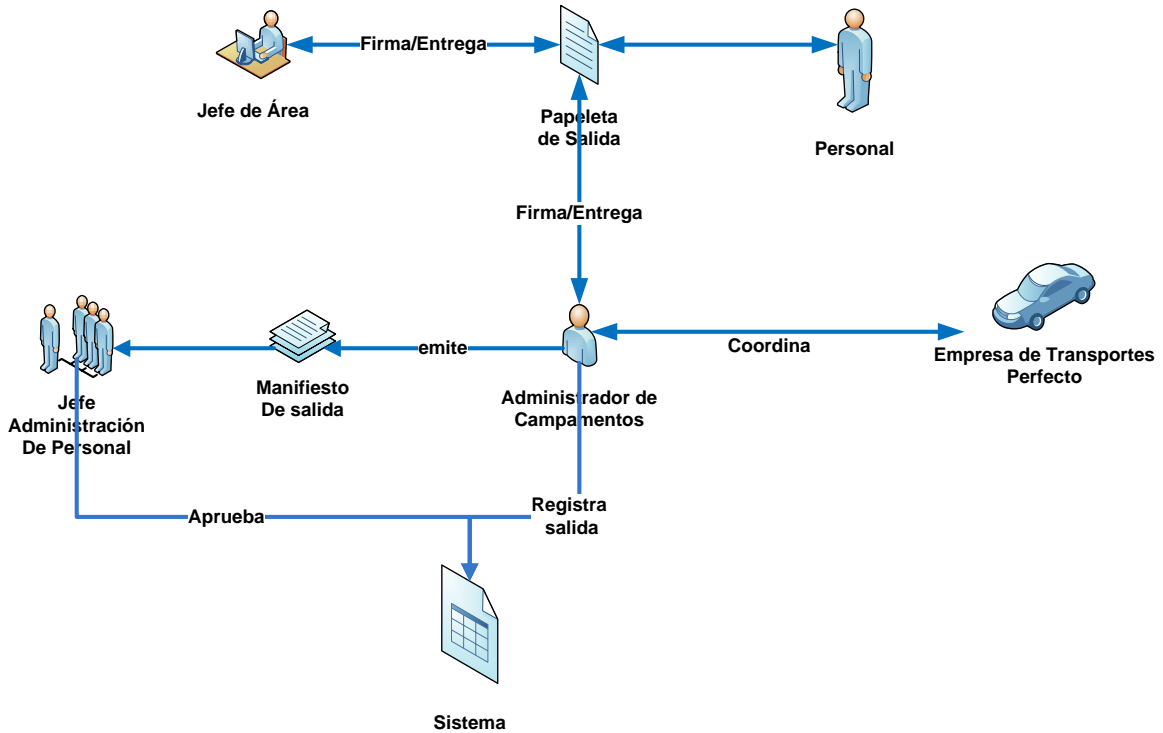 Firma/Entrega
Jefe de Área
Papeleta
de Salida
Personal
Firma/Entrega
emite
Coordina
Manifiesto
De salida
Administrador de
Campamentos
Empresa de Transportes
Perfecto
Jefe
Administración
De Personal
Aprueba
Registra
salida
Sistema